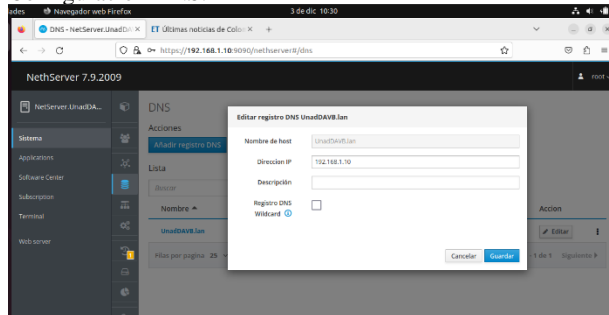 Navegador web Firefox
3 de dic 10:30
DNS - NetServer.UnadDA
Últimas noticias de Color
https://192.168.1.10:9090/nethserver#/dns
NethServer 7.9.2009
root
NetServer.UnadDA...
DNS
Acciones
Añadir registro DNS
Lista
Buscar
Nombre
UnadDAVB.lan
Filas por pagina 25
Accion
Editar
1 de 1 Siguiente
Sistema
Applications
Software Center
Subscription
Terminal
Web server
Editar registro DNS UnadDAVB.lan
Nombre de host UnadDAVB.lan
Direccion IP 192.168.1.10
Descripción
Registro DNS
Wildcard
Cancelar Guardar